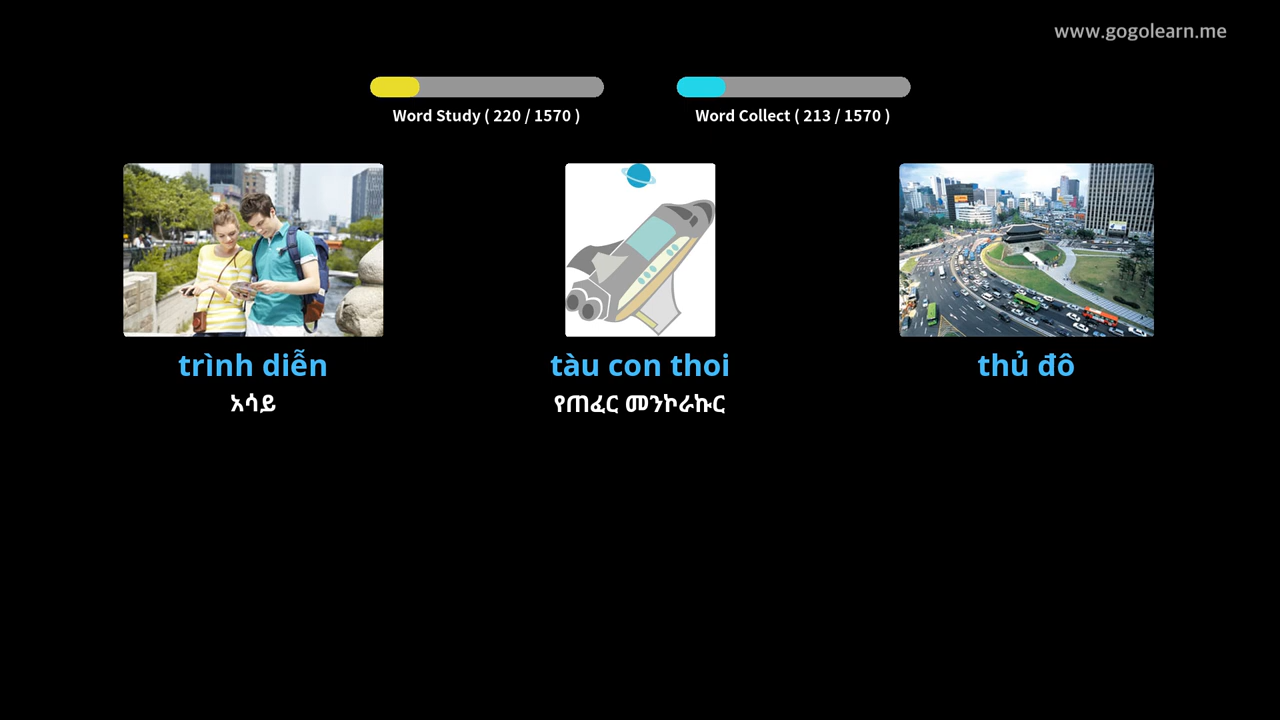 www.gogolearn.me
Word Study ( 220 / 1570 )
Word Collect ( 213 / 1570 )
trình diễn
አሳይ
tàu con thoi
የጠፈር መንኮራኩር
thủ đô